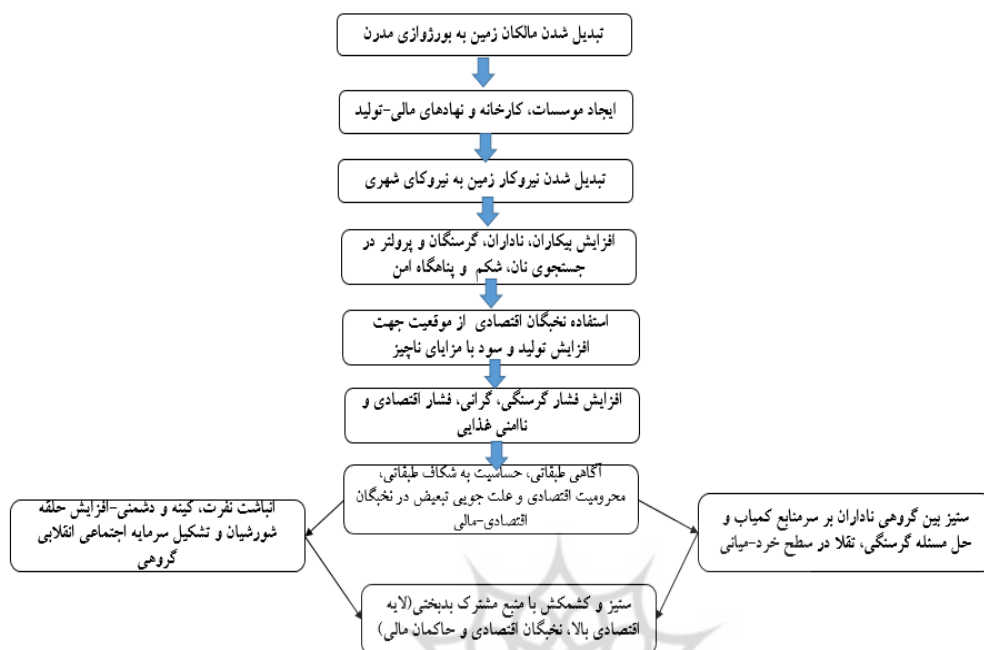 تبدیل شدن مالکان زمین به بورژوازی مدرن
ایجاد موسسات، کارخانه و نهادهای مالی-تولید
تبدیل شدن نیروکار زمین به نیروکای شهری
افزایش بیکاران، ناداران، گرسنگان و پرولتر در
جستجوی نان، شکم و پناهگاه امن
استفاده نخبگان اقتصادی از موقعیت جهت
افزایش تولید و سود با مزایای ناچیز
افزایش فشار گرسنگی، گرانی، فشار اقتصادی و
ناامنی غذایی
آگاهی طبقاتی، حساسیت به شکاف طبقاتی،
محرومیت اقتصادی و علت جویی تبعیض در نخبگان
اقتصادی-مالی
ستیز بین گروهی ناداران بر سرمنابع کمیاب و
حل مسئله گرسنگی، تقلا در سطح خرد-میانی
انباشت نفرت، کینه و دشمنی-افزایش حلقه
شورشیان و تشکیل سرمایه اجتماعی انقلابی
گروهی
ستیز و کشمکش با منبع مشترک بدبختی(لایه
اقتصادی بالا، نخبگان اقتصادی و حاکمان مالی)